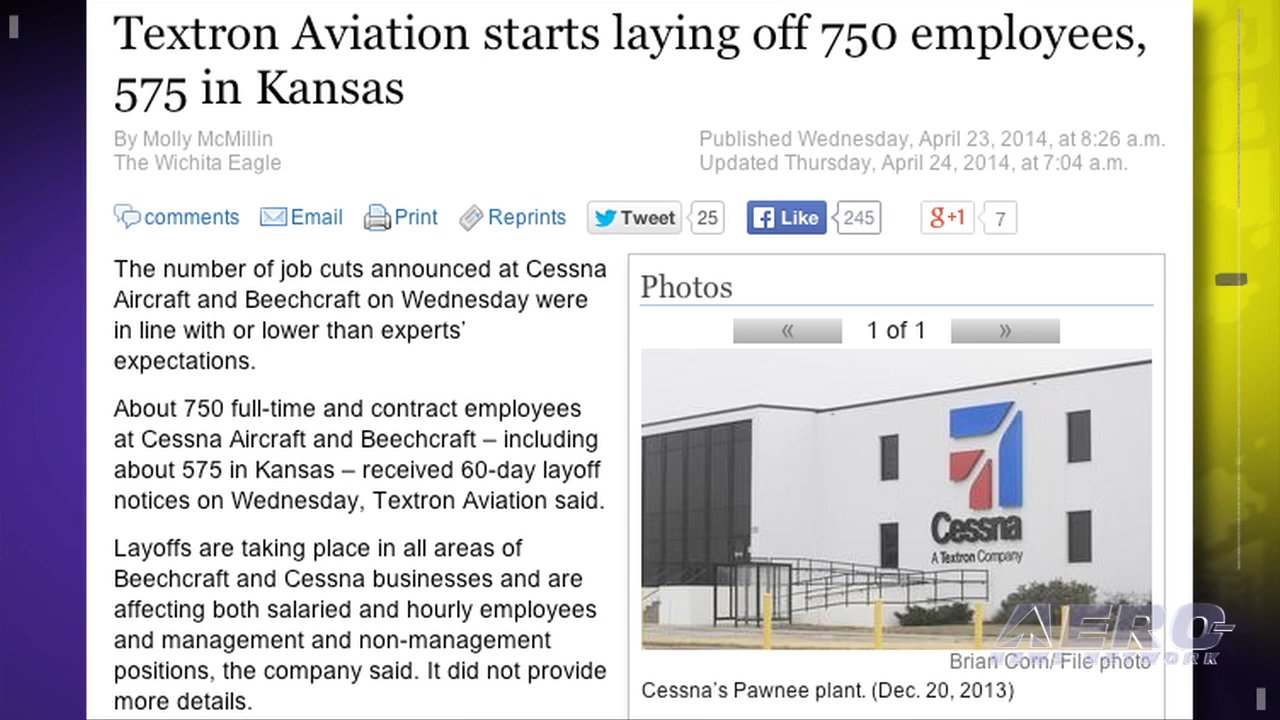 Textron Aviation starts laying off 750 employees,
575 in Kansas
By Molly McMillin
The Wichita Eagle
Published Wednesday, April 23, 2014, at 8:26 a.m.
Updated Thursday, April 24, 2014, at 7:04 a.m.
comments Email Print Reprints Tweet 25 Like 245 g+1 7
The number of job cuts announced at Cessna
Aircraft and Beechcraft on Wednesday were
in line with or lower than experts’
expectations.
About 750 full-time and contract employees
at Cessna Aircraft and Beechcraft – including
about 575 in Kansas – received 60-day layoff
notices on Wednesday, Textron Aviation said.
Layoffs are taking place in all areas of
Beechcraft and Cessna businesses and are
affecting both salaried and hourly employees
and management and non-management
positions, the company said. It did not provide
more details.
Photos
« 1 of 1 »
Cessna
A Textron Company
AERO-
NEWS NETWORK
Brian Corn/ File photo
Cessna’s Pawnee plant. (Dec. 20, 2013)